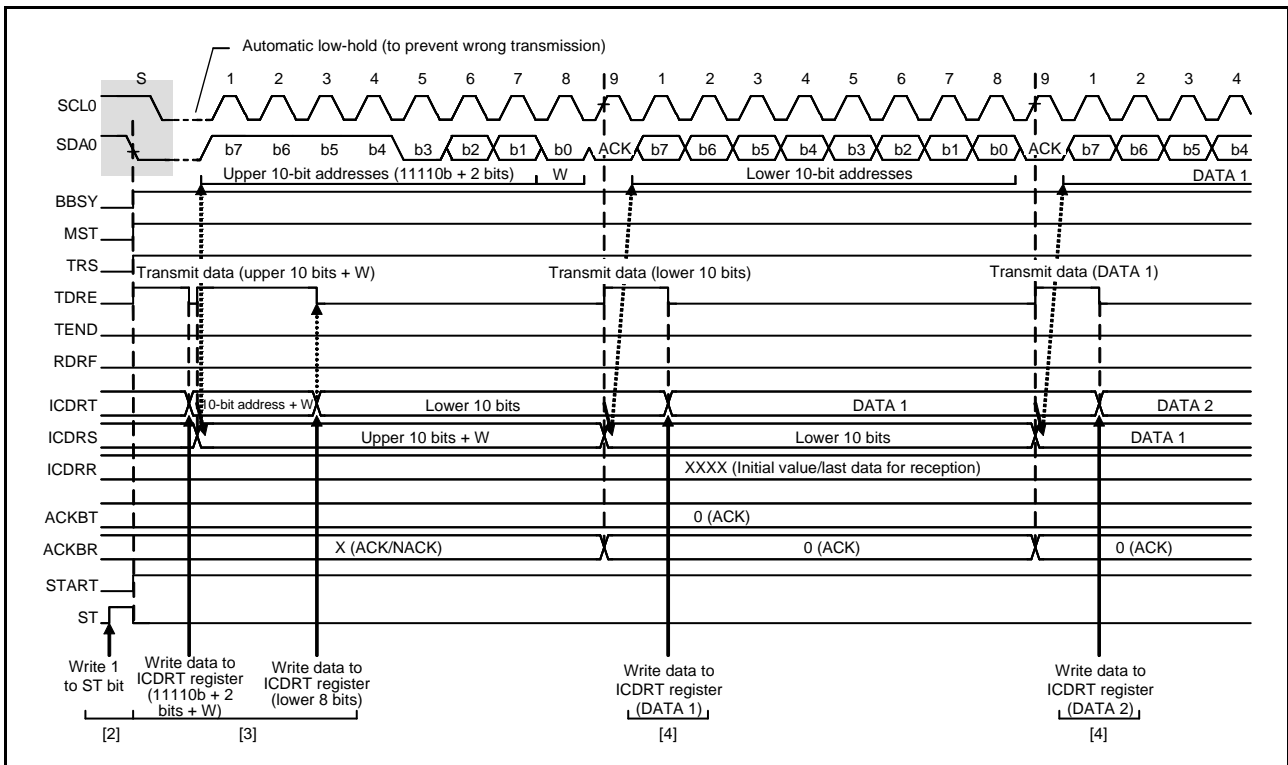 Automatic low-hold (to prevent wrong transmission)
S 1 2 3 4 5 6 7 8 9 1 2 3 4 5 6 7 8 9 1 2 3 4
SCL0
SDA0 b7 b6 b5 b4 b3 b2 b1 b0 ACK b7 b6 b5 b4 b3 b2 b1 b0 ACK b7 b6 b5 b4
Upper 10-bit addresses (11110b + 2 bits) W Lower 10-bit addresses DATA 1
BBSY
MST
TRS
Transmit data (upper 10 bits + W) Transmit data (lower 10 bits) Transmit data (DATA 1)
TDRE
TEND
RDRF
ICDRT 10-bit address + W Lower 10 bits DATA 1 DATA 2
ICDRS Upper 10 bits + W Lower 10 bits DATA 1
ICDRR XXXX (Initial value/last data for reception)
ACKBT 0 (ACK)
ACKBR X (ACK/NACK) 0 (ACK) 0 (ACK)
START
ST
Write 1
to ST bit
Write data to
ICDRT register
(11110b + 2
bits + W)
Write data to
ICDRT register
(lower 8 bits)
Write data to
ICDRT register
(DATA 1)
Write data to
ICDRT register
(DATA 2)
[2] [3] [4] [4]